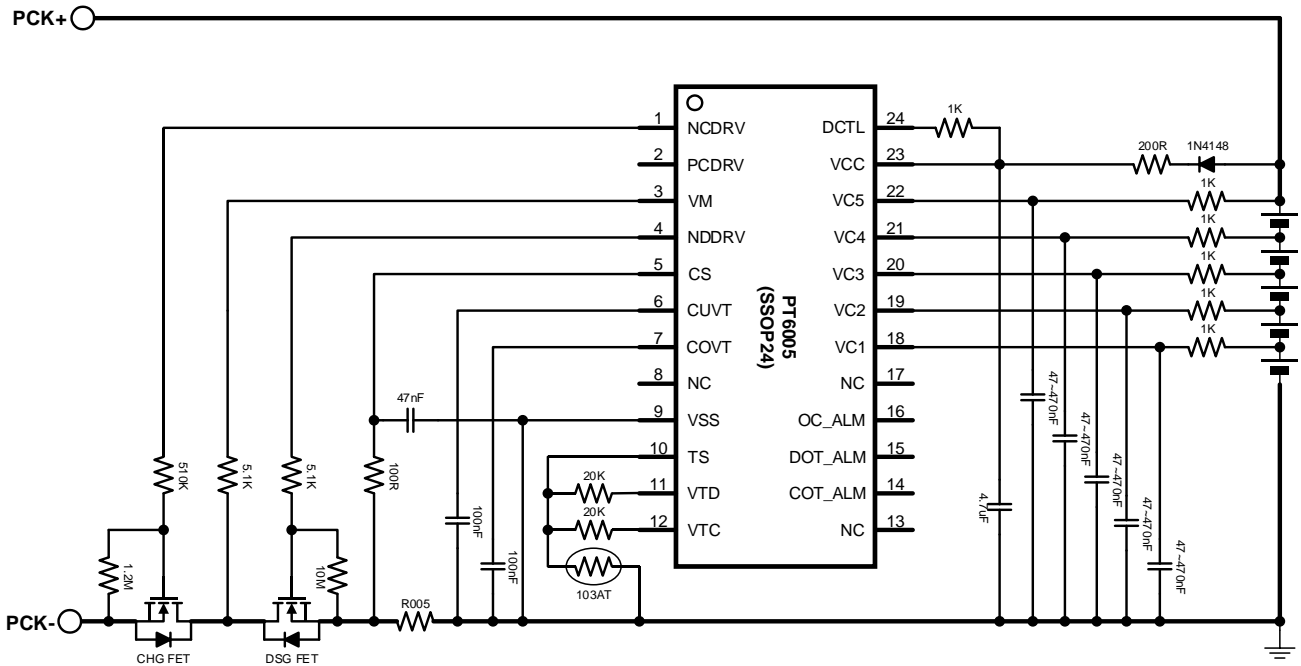 PCK+
1 NCDRV
2 PCDRV
3 VM
4 NDDRV
5 CS
6 CUVT
7 COVT
8 NC
9 VSS
10 TS
11 VTD
12 VTC
PT6005
(SSOP24)
DCTL 24
VCC 23
VC5 22
VC4 21
VC3 20
VC2 19
VC1 18
NC 17
OC_ALM 16
DOT_ALM 15
COT_ALM 14
NC 13
1K
200R
1N4148
1K
1K
1K
1K
1K
47nF
510K
5.1K
5.1K
100R
1.2M
10M
100nF
100nF
20K
20K
103AT
4.7uF
47~470nF
47~470nF
47~470nF
47~470nF
47~470nF
R005
PCK-
CHG FET
DSG FET